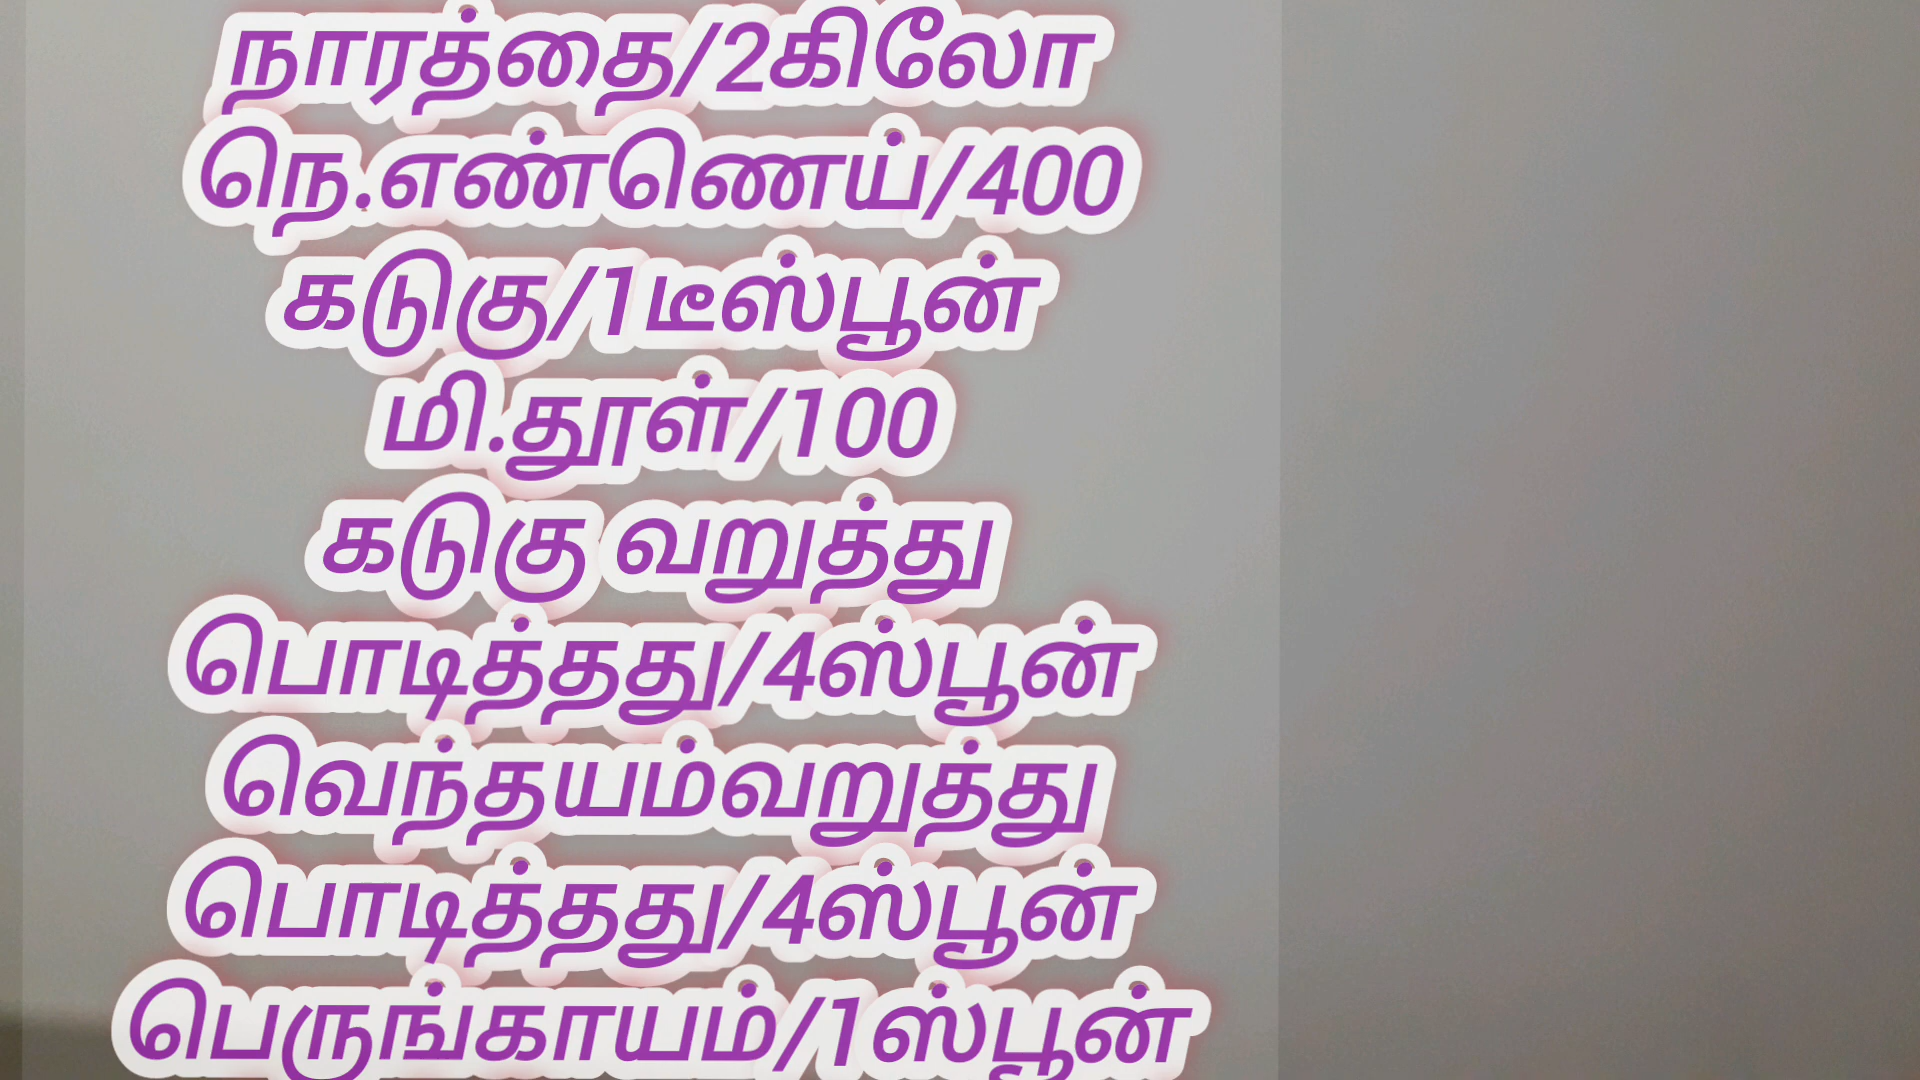 நாரத்தை/2கிலோ
நெ.எண்ணெய்/400
கடுகு/1டீஸ்பூன்
மி.தூள்/100
கடுகு வறுத்து
பொடித்தது/4ஸ்பூன்
வெந்தயம்வறுத்து
பொடித்தது/4ஸ்பூன்
பெருங்காயம்/1ஸ்பூன்